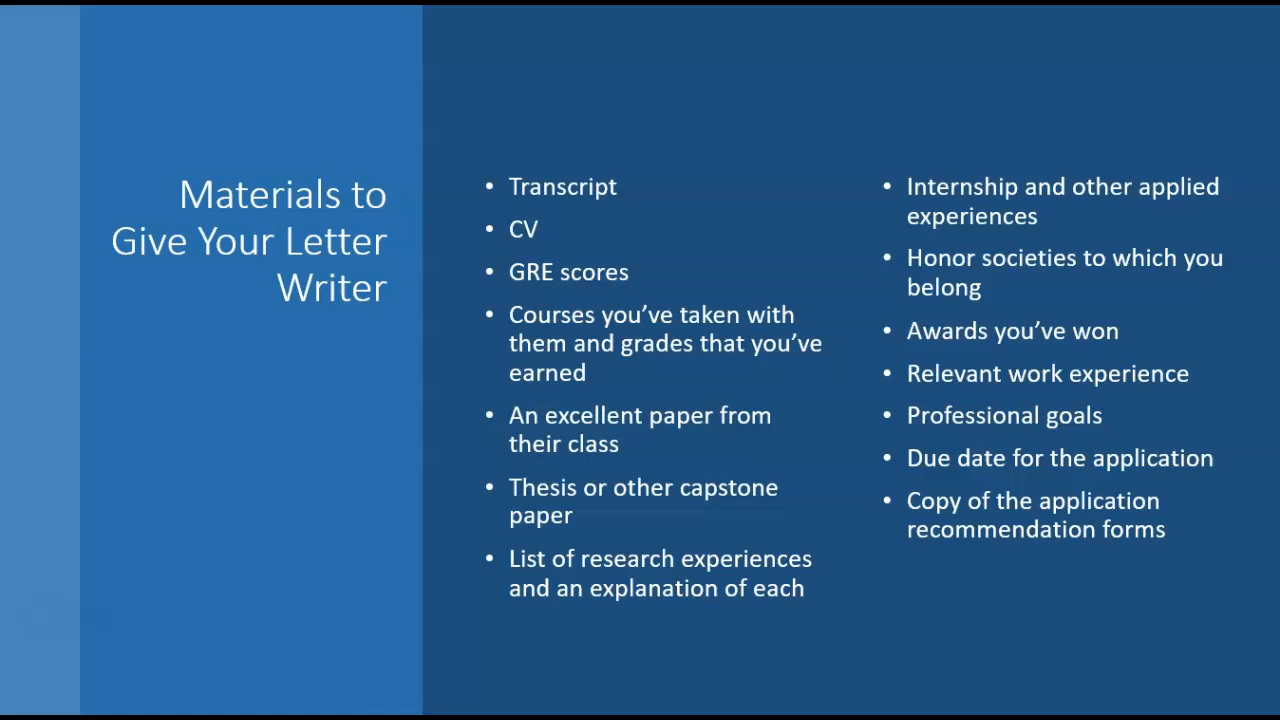 Materials to
Give Your Letter
Writer
• Transcript
• CV
• GRE scores
• Courses you’ve taken with
them and grades that you’ve
earned
• An excellent paper from
their class
• Thesis or other capstone
paper
• List of research experiences
and an explanation of each
• Internship and other applied
experiences
• Honor societies to which you
belong
• Awards you’ve won
• Relevant work experience
• Professional goals
• Due date for the application
• Copy of the application
recommendation forms